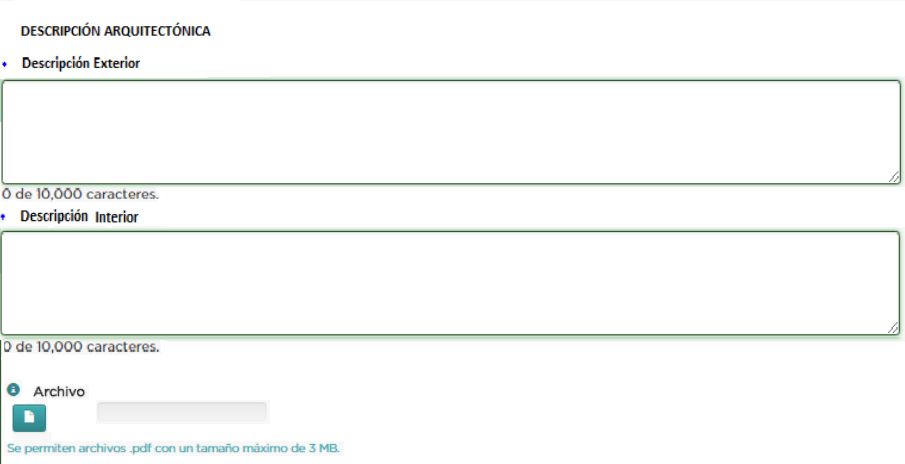 DESCRIPCIÓN ARQUITECTÓNICA
Descripción Exterior
0 de 10,000 caracteres.
Descripción Interior
0 de 10,000 caracteres.
Archivo
Se permiten archivos .pdf con un tamaño máximo de 3 MB.